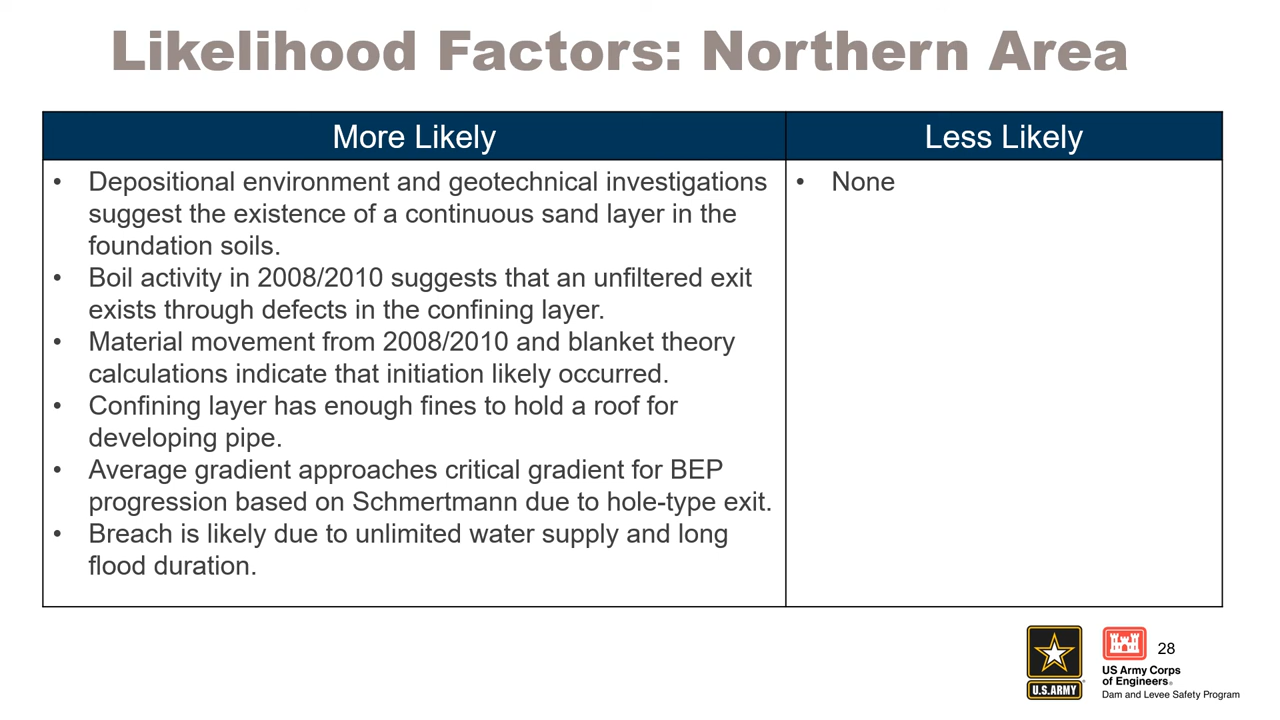 Likelihood Factors: Northern Area
More Likely
Less Likely
• Depositional environment and geotechnical investigations
suggest the existence of a continuous sand layer in the
foundation soils.
• Boil activity in 2008/2010 suggests that an unfiltered exit
exists through defects in the confining layer.
• Material movement from 2008/2010 and blanket theory
calculations indicate that initiation likely occurred.
• Confining layer has enough fines to hold a roof for
developing pipe.
• Average gradient approaches critical gradient for BEP
progression based on Schmertmann due to hole-type exit.
• Breach is likely due to unlimited water supply and long
flood duration.
• None
U.S.ARMY
28
US Army Corps
of Engineers®
Dam and Levee Safety Program